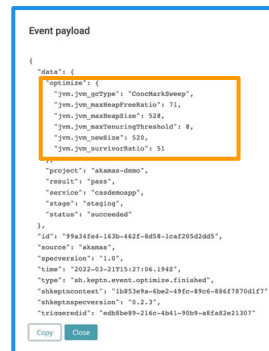 Event payload
{
"data": {
"optimize": {
"jvm.jvm_gcType": "ConcMarkSweep",
"jvm.jvm_maxHeapFreeRatio": 71,
"jvm.jvm_maxHeapSize": 528,
"jvm.jvm_maxTenuringThreshold": 8,
"jvm.jvm_newSize": 520,
"jvm.jvm_survivorRatio": 51
},
"project": "akamas-demo",
"result": "pass",
"service": "casdemoapp",
"stage": "staging",
"status": "succeeded"
},
"id": "99a34fe4-163b-462f-8d58-1caf205d2dd5",
"source": "akamas",
"specversion": "1.0",
"time": "2022-03-21T15:27:06.194Z",
"type": "sh.keptn.event.optimize.finished",
"shkeptncontext": "1b853e9a-6be2-49fc-89c6-886f7870d1f7"
"shkeptnspecversion": "0.2.3",
"triggeredid": "edb8be89-216c-4b41-90b9-a8fa82e21307"
Copy Close